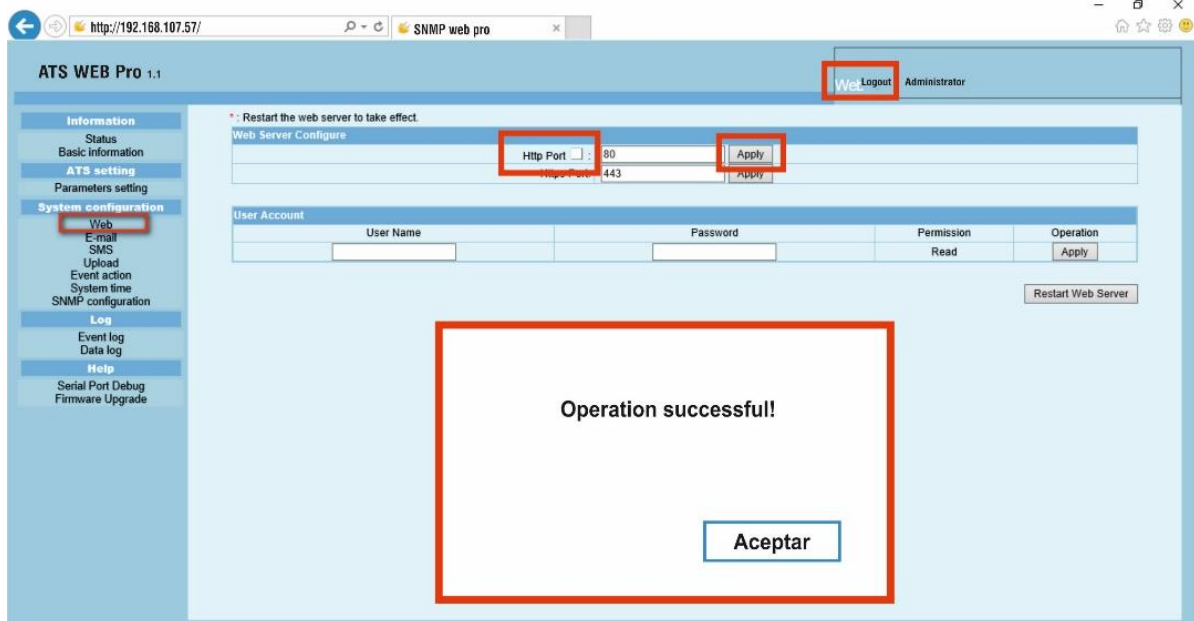 http://192.168.107.57/
SNMP web pro
ATS WEB Pro 1.1
Web Logout Administrator
Information
Status
Basic information
ATS setting
Parameters setting
System configuration
Web
E-mail
SMS
Upload
Event action
System time
SNMP configuration
Log
Event log
Data log
Help
Serial Port Debug
Firmware Upgrade
* : Restart the web server to take effect.
Web Server Configure
Http Port : 80 Apply
Https Port: 443 Apply
User Account
User Name Password Permission Operation
Read Apply
Restart Web Server
Operation successful!
Aceptar